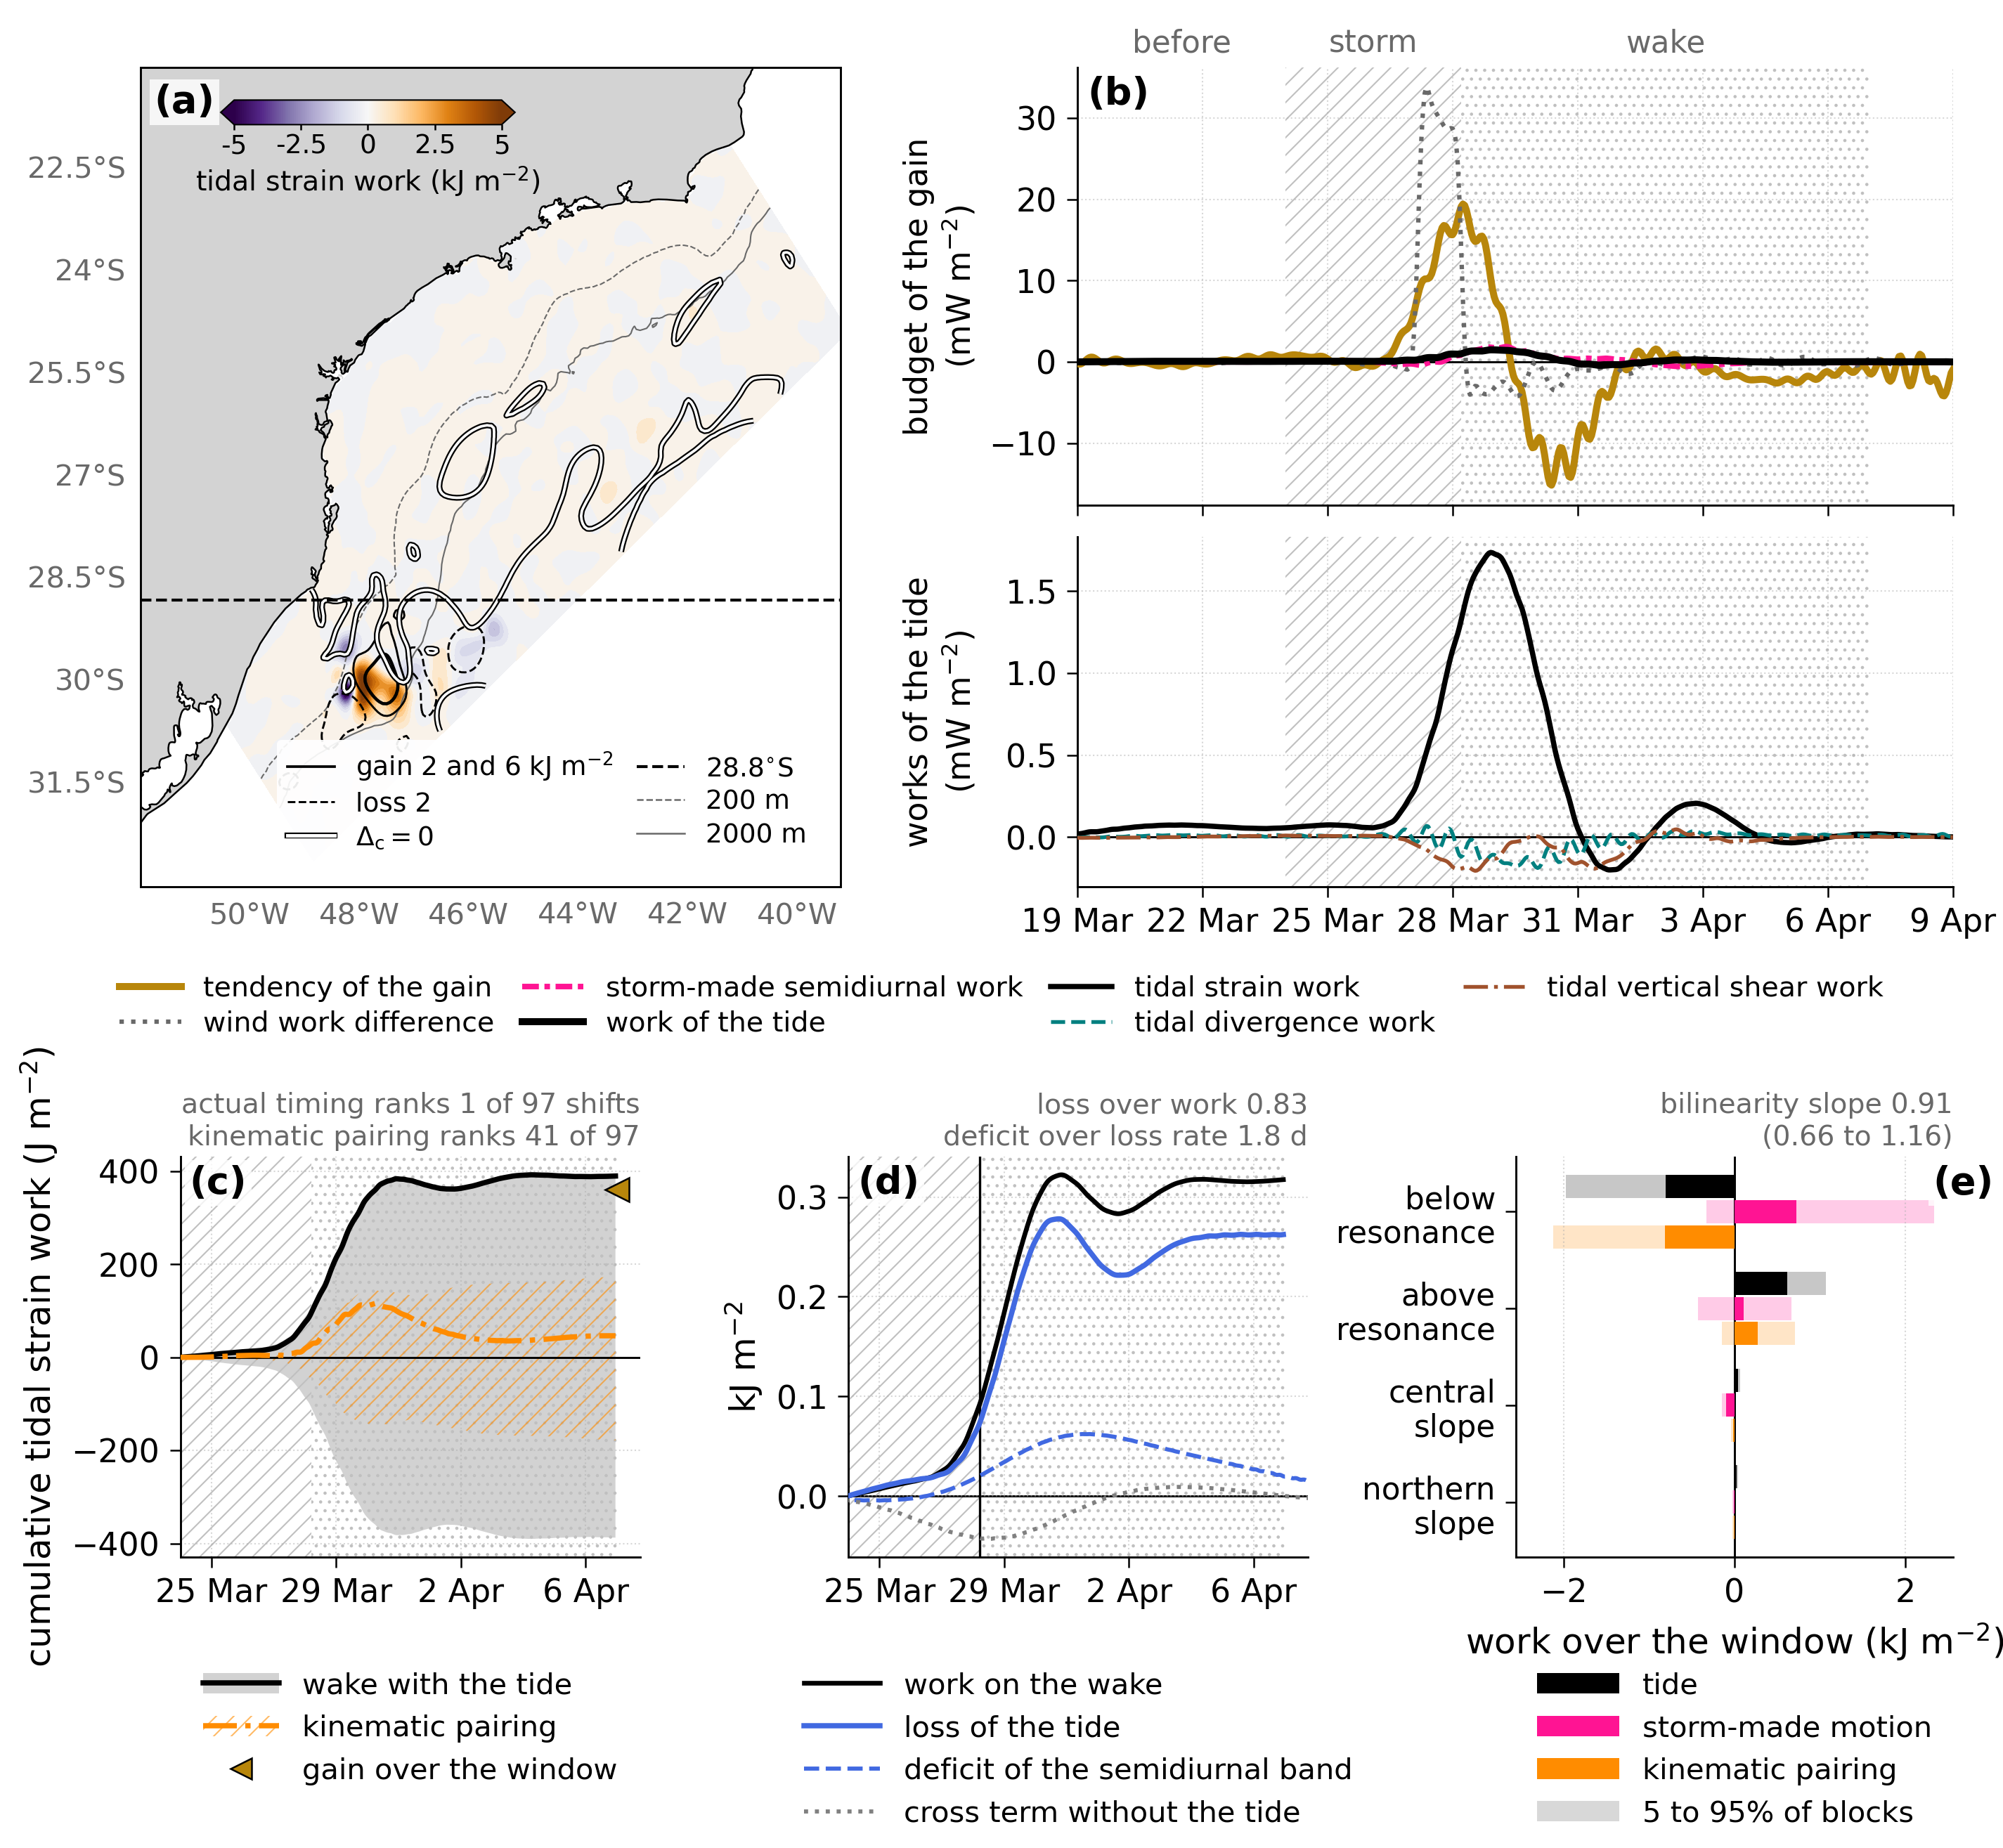 before storm wake
(a)
-5 -2.5 0 2.5 5
tidal strain work (kJ m−2)
22.5°S
24°S
25.5°S
27°S
28.5°S
30°S
31.5°S
gain 2 and 6 kJ m−2
loss 2
Δc = 0
28.8°S
200 m
2000 m
50°W 48°W 46°W 44°W 42°W 40°W
(b)
budget of the gain
(mW m−2)
30
20
10
0
−10
works of the tide
(mW m−2)
1.5
1.0
0.5
0.0
19 Mar 22 Mar 25 Mar 28 Mar 31 Mar 3 Apr 6 Apr 9 Apr
tendency of the gain
wind work difference
storm-made semidiurnal work
work of the tide
tidal strain work
tidal divergence work
tidal vertical shear work
actual timing ranks 1 of 97 shifts
kinematic pairing ranks 41 of 97
(c)
cumulative tidal strain work (J m−2)
400
200
0
−200
−400
25 Mar 29 Mar 2 Apr 6 Apr
wake with the tide
kinematic pairing
gain over the window
loss over work 0.83
deficit over loss rate 1.8 d
(d)
kJ m−2
0.3
0.2
0.1
0.0
25 Mar 29 Mar 2 Apr 6 Apr
work on the wake
loss of the tide
deficit of the semidiurnal band
cross term without the tide
bilinearity slope 0.91
(0.66 to 1.16)
(e)
below
resonance
above
resonance
central
slope
northern
slope
−2 0 2
work over the window (kJ m−2)
tide
storm-made motion
kinematic pairing
5 to 95% of blocks